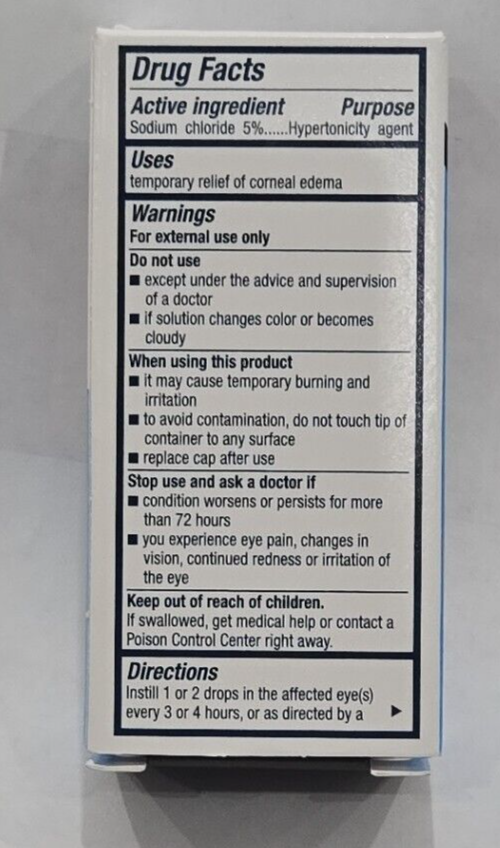 Drug Facts
Active ingredient Purpose
Sodium chloride 5%......Hypertonicity agent
Uses
temporary relief of corneal edema
Warnings
For external use only
Do not use
■ except under the advice and supervision
of a doctor
■ if solution changes color or becomes
cloudy
When using this product
■ it may cause temporary burning and
irritation
■ to avoid contamination, do not touch tip of
container to any surface
■ replace cap after use
Stop use and ask a doctor if
■ condition worsens or persists for more
than 72 hours
■ you experience eye pain, changes in
vision, continued redness or irritation of
the eye
Keep out of reach of children.
If swallowed, get medical help or contact a
Poison Control Center right away.
Directions
Instill 1 or 2 drops in the affected eye(s)
every 3 or 4 hours, or as directed by a ▶